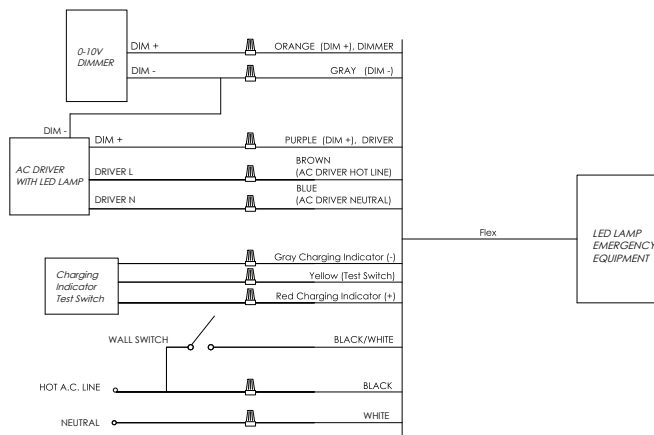 0-10V
DIMMER
DIM +
ORANGE (DIM +), DIMMER
DIM -
GRAY (DIM -)
DIM -
AC DRIVER
WITH LED LAMP
DIM +
PURPLE (DIM +), DRIVER
DRIVER L
BROWN
(AC DRIVER HOT LINE)
DRIVER N
BLUE
(AC DRIVER NEUTRAL)
Flex
LED LAMP
EMERGENCY
EQUIPMENT
Charging
Indicator
Test Switch
Gray Charging Indicator (-)
Yellow (Test Switch)
Red Charging Indicator (+)
WALL SWITCH
BLACK/WHITE
HOT A.C. LINE
BLACK
NEUTRAL
WHITE